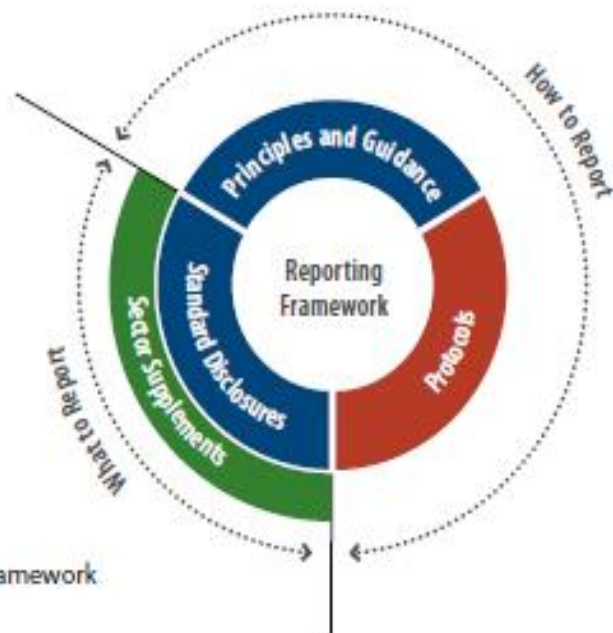 How to Report
Principles and Guidance
Reporting
Framework
Standard Disclosures
Sector Supplements
Protocols
What to Report
amework